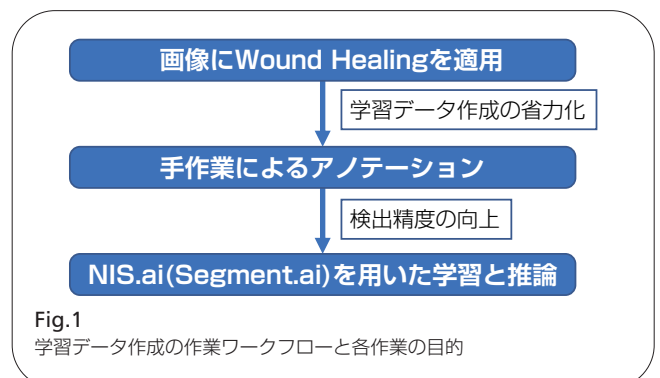 画像にWound Healingを適用
学習データ作成の省力化
手作業によるアノテーション
検出精度の向上
NIS.ai(Segment.ai)を用いた学習と推論
Fig.1
学習データ作成の作業ワークフローと各作業の目的